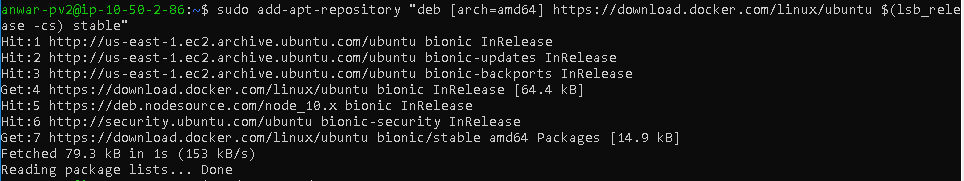 anwar-pv2@ip-10-50-2-86:~$ sudo add-apt-repository "deb [arch=amd64] https://download.docker.com/linux/ubuntu $(lsb_rele
ase -cs) stable"
Hit:1 http://us-east-1.ec2.archive.ubuntu.com/ubuntu bionic InRelease
Hit:2 http://us-east-1.ec2.archive.ubuntu.com/ubuntu bionic-updates InRelease
Hit:3 http://us-east-1.ec2.archive.ubuntu.com/ubuntu bionic-backports InRelease
Get:4 https://download.docker.com/linux/ubuntu bionic InRelease [64.4 kB]
Hit:5 https://deb.nodesource.com/node_10.x bionic InRelease
Hit:6 http://security.ubuntu.com/ubuntu bionic-security InRelease
Get:7 https://download.docker.com/linux/ubuntu bionic/stable amd64 Packages [14.9 kB]
Fetched 79.3 kB in 1s (153 kB/s)
Reading package lists... Done